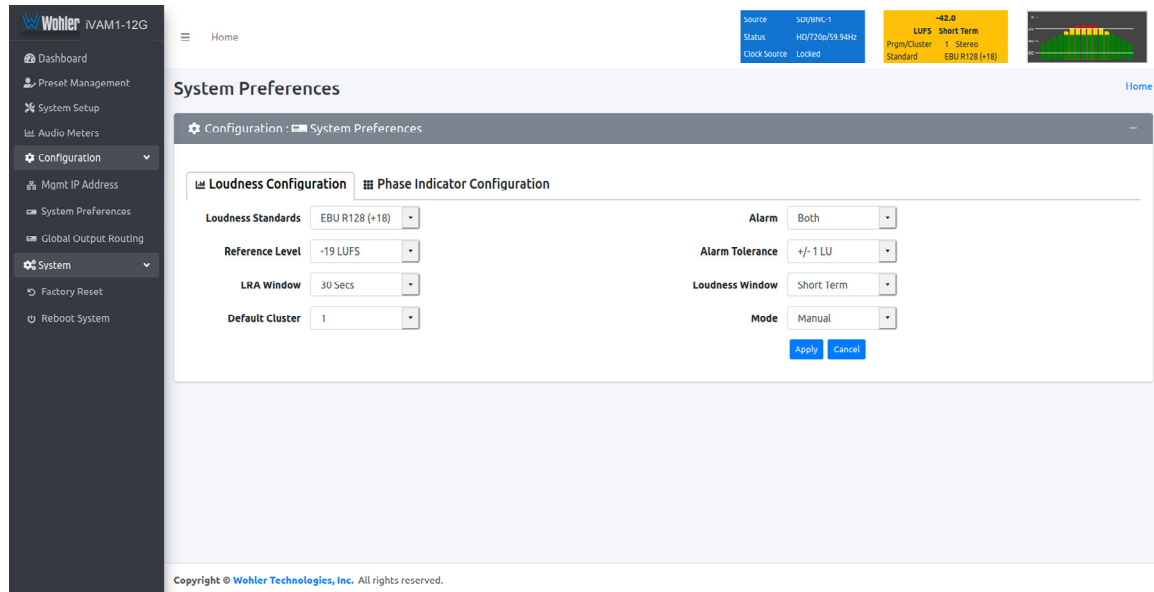 Wohler iVAM1-12G
Dashboard
Preset Management
System Setup
Audio Meters
Configuration
Mgmt IP Address
System Preferences
Global Output Routing
System
Factory Reset
Reboot System
Home
Source SDI/BNC-1
Status HD/720p/59.94Hz
Clock Source Locked
-42.0
LUFS Short Term
Prgm/Cluster 1 Stereo
Standard EBU R128 (+18)
System Preferences
Home
Configuration : System Preferences
Loudness Configuration Phase Indicator Configuration
Loudness Standards EBU R128 (+18) Alarm Both
Reference Level -19 LUFS Alarm Tolerance +/- 1 LU
LRA Window 30 Secs Loudness Window Short Term
Default Cluster 1 Mode Manual
Apply Cancel
Copyright © Wohler Technologies, Inc. All rights reserved.